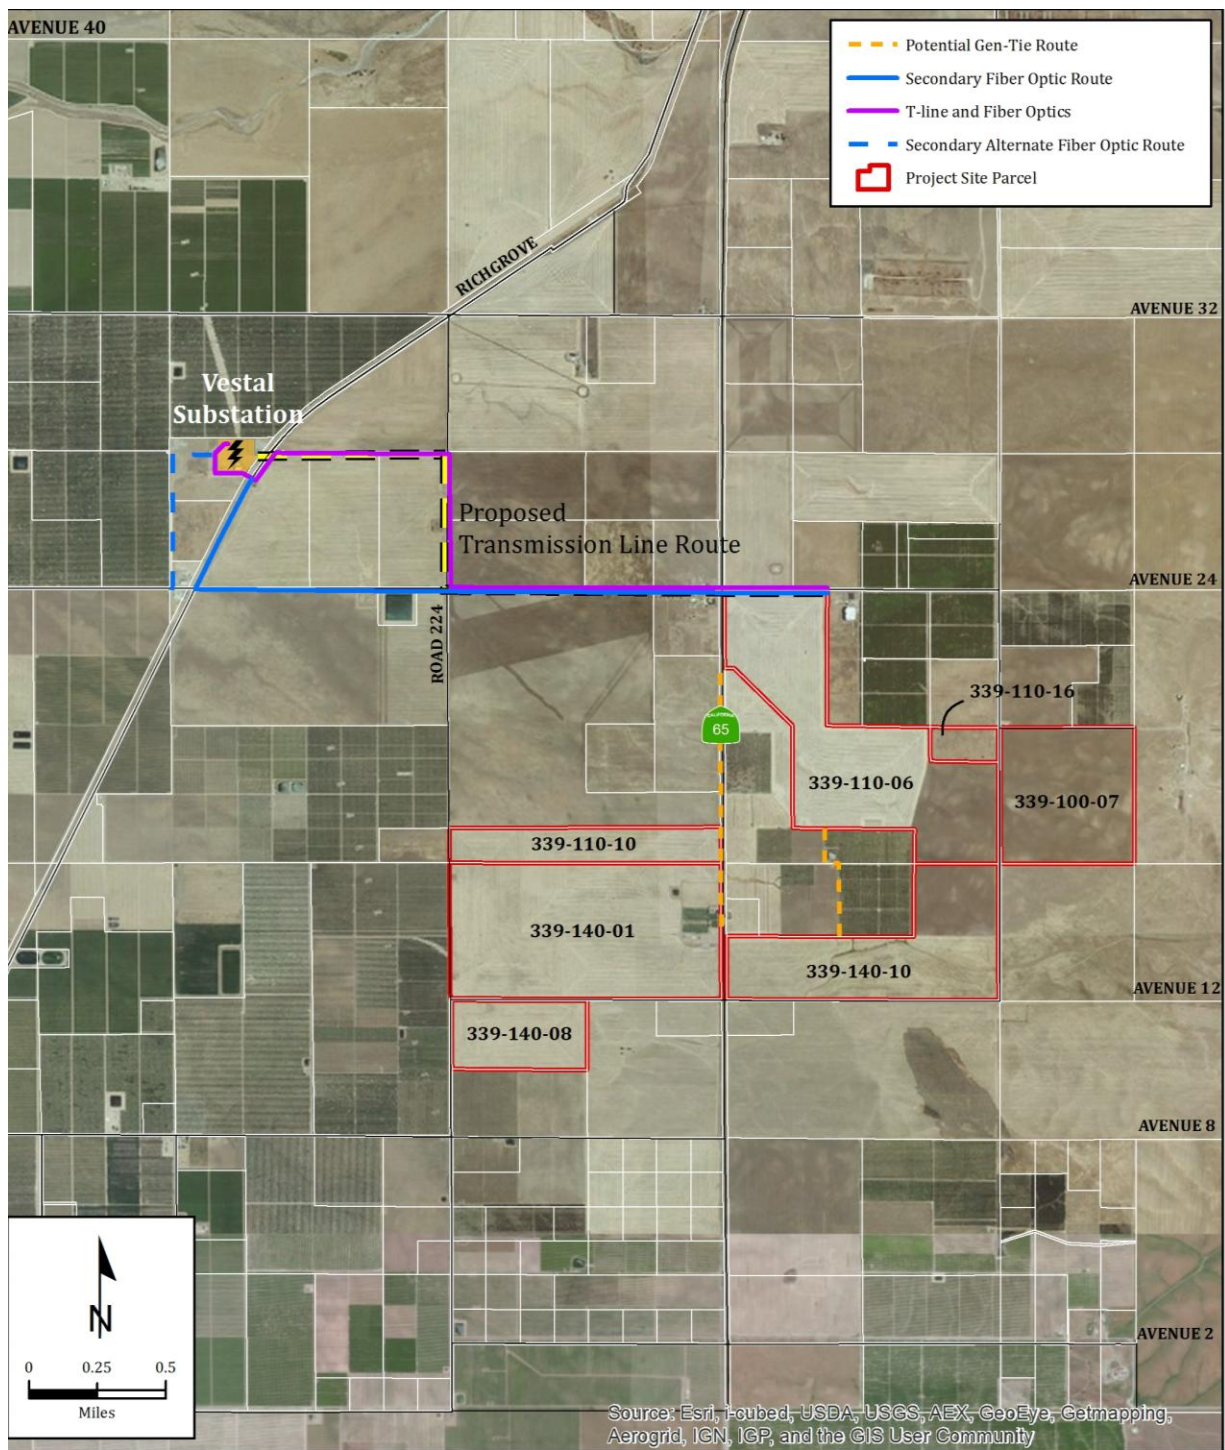 AVENUE 40
Potential Gen-Tie Route
Secondary Fiber Optic Route
T-line and Fiber Optics
Secondary Alternate Fiber Optic Route
Project Site Parcel
RICHGROVE
AVENUE 32
Vestal
Substation
Proposed
Transmission Line Route
AVENUE 24
ROAD 224
339-110-16
CALIFORNIA
65
339-110-06
339-100-07
339-110-10
339-140-01
339-140-10
AVENUE 12
339-140-08
AVENUE 8
N
AVENUE 2
0 0.25 0.5
Miles
Source: Esri, i-cubed, USDA, USGS, AEX, GeoEye, Getmapping,
Aerogrid, IGN, IGP, and the GIS User Community